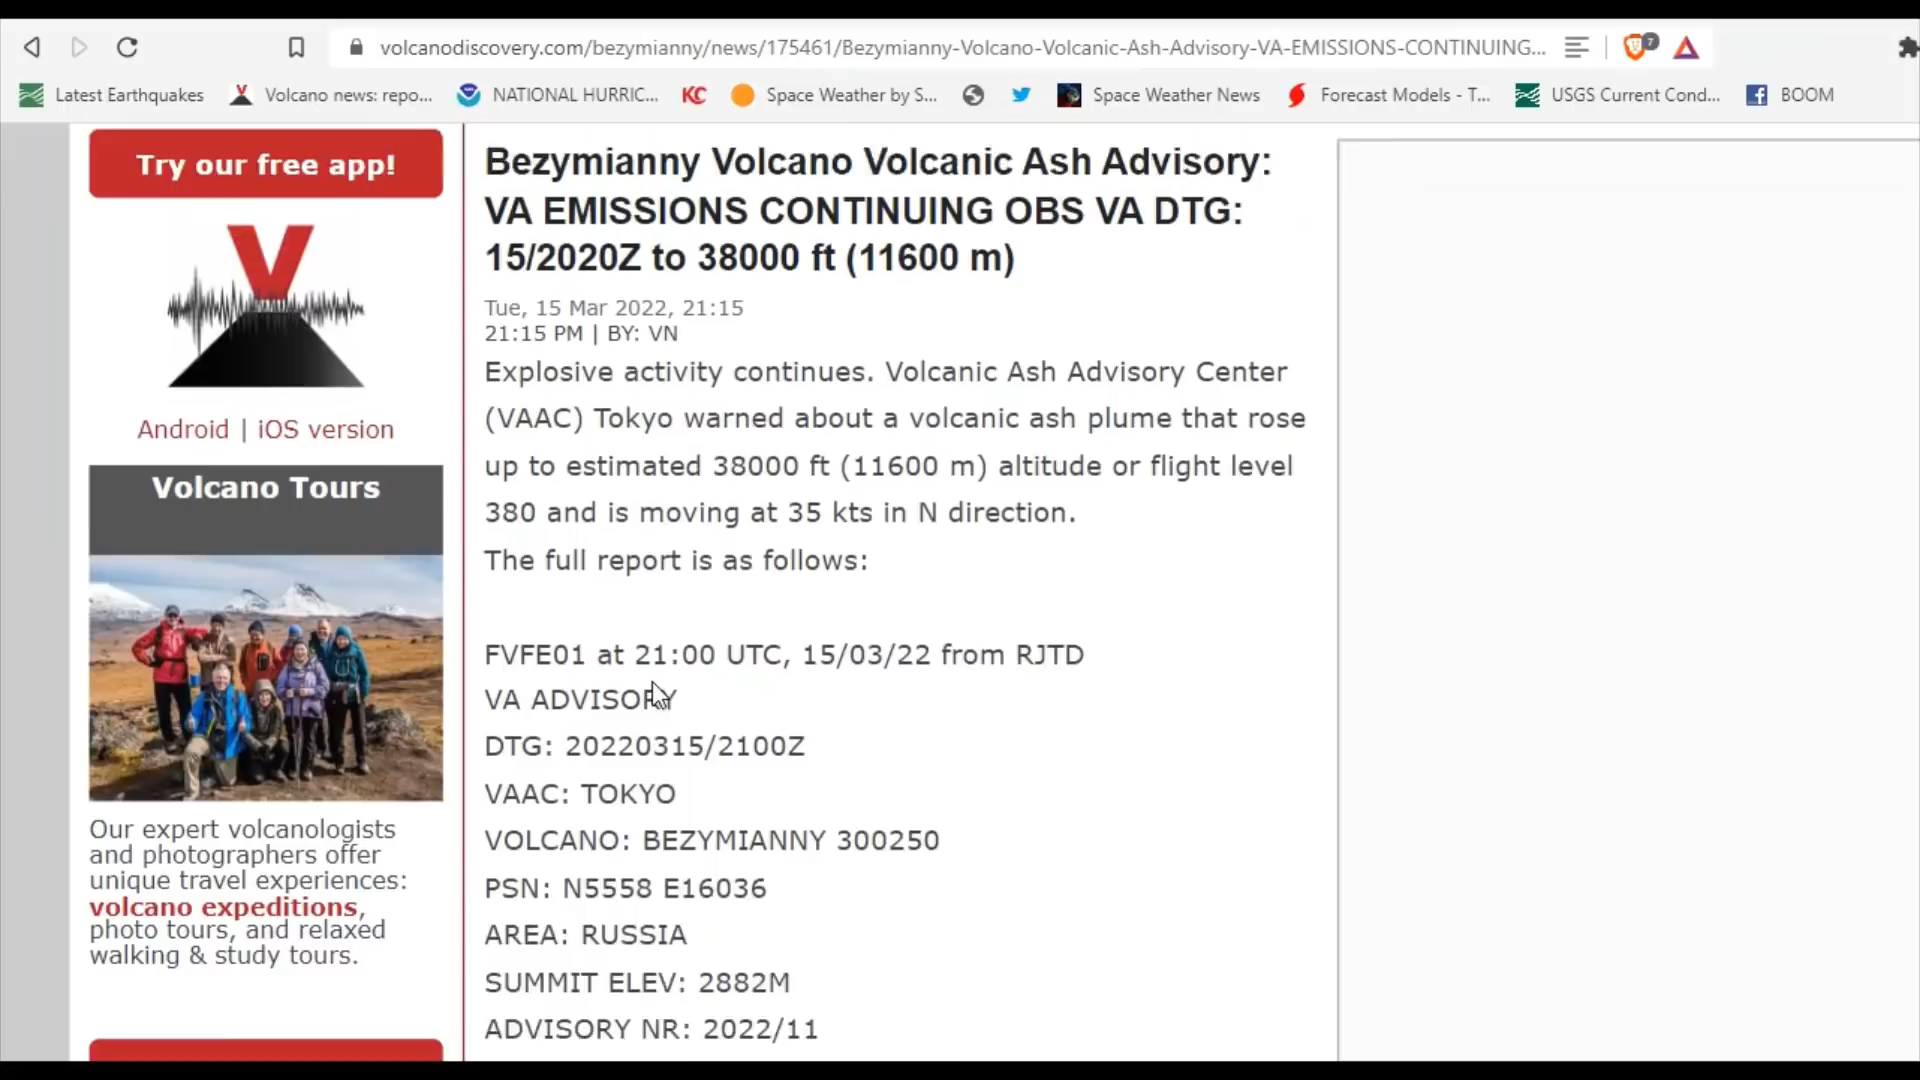 volcanodiscovery.com/bezymianny/news/175461/Bezymianny-Volcano-Volcanic-Ash-Advisory-VA-EMISSIONS-CONTINUING...
7
Latest Earthquakes
Volcano news: repo...
NATIONAL HURRIC...
KC
Space Weather by S...
Space Weather News
Forecast Models - T...
USGS Current Cond...
BOOM
Try our free app!
V
Android | iOS version
Volcano Tours
Our expert volcanologists
and photographers offer
unique travel experiences:
volcano expeditions,
photo tours, and relaxed
walking & study tours.
Bezymianny Volcano Volcanic Ash Advisory:
VA EMISSIONS CONTINUING OBS VA DTG:
15/2020Z to 38000 ft (11600 m)
Tue, 15 Mar 2022, 21:15
21:15 PM | BY: VN
Explosive activity continues. Volcanic Ash Advisory Center
(VAAC) Tokyo warned about a volcanic ash plume that rose
up to estimated 38000 ft (11600 m) altitude or flight level
380 and is moving at 35 kts in N direction.
The full report is as follows:
FVFE01 at 21:00 UTC, 15/03/22 from RJTD
VA ADVISORY
DTG: 20220315/2100Z
VAAC: TOKYO
VOLCANO: BEZYMIANNY 300250
PSN: N5558 E16036
AREA: RUSSIA
SUMMIT ELEV: 2882M
ADVISORY NR: 2022/11